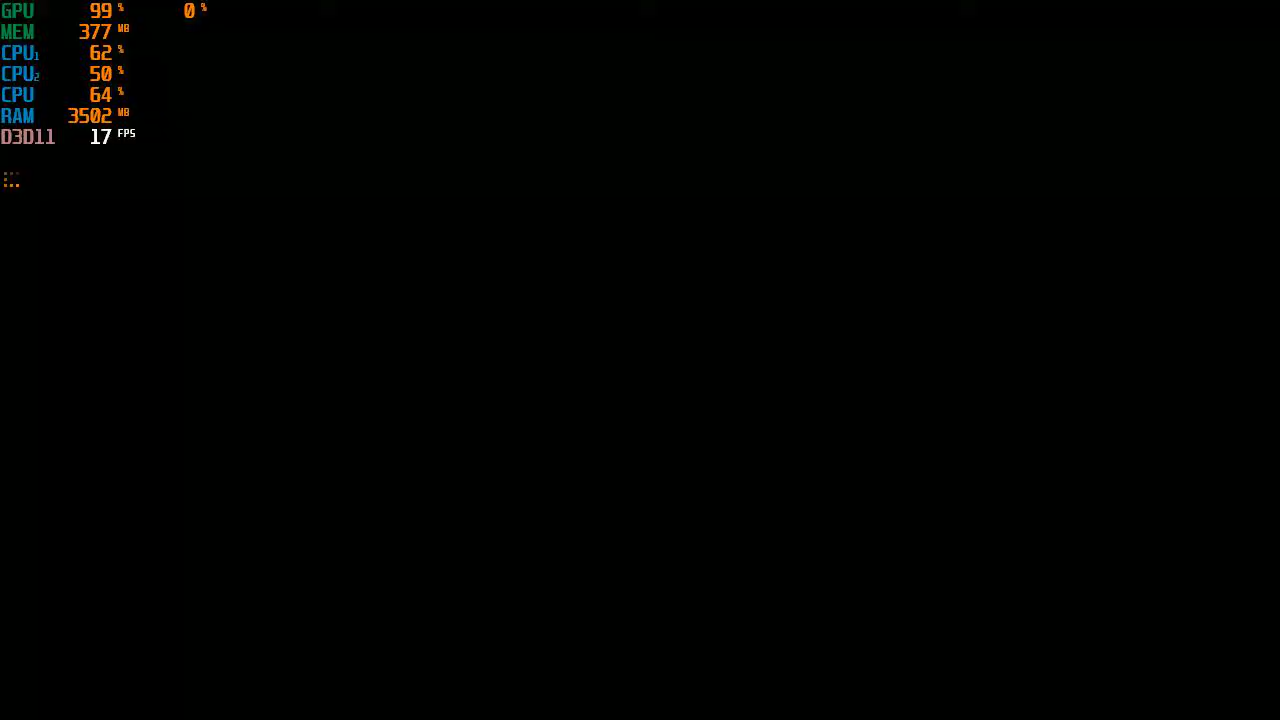 GPU 99 % 0 %
MEM 377 MB
CPU1 62 %
CPU2 50 %
CPU 64 %
RAM 3502 MB
D3D11 17 FPS